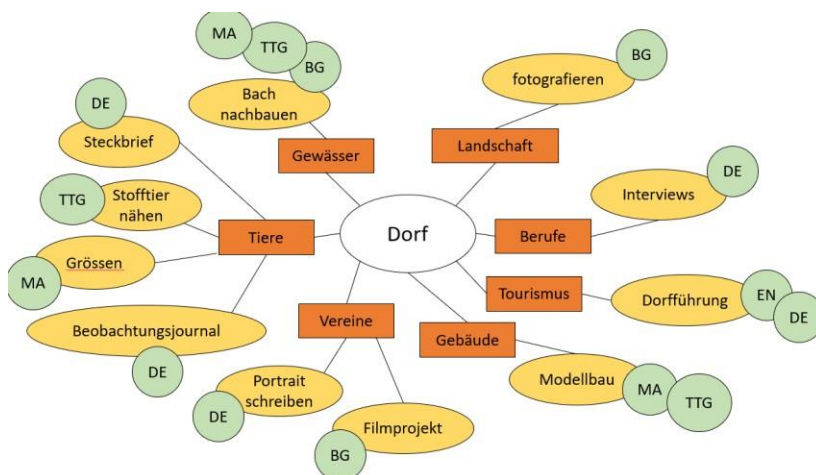 MA
TTG
BG
Bach
nachbauen
Gewässer
DE
Steckbrief
TTG
Stofftier
nähen
MA
Grössen
Tiere
Beobachtungsjournal
DE
Dorf
BG
fotografieren
Landschaft
DE
Interviews
Berufe
Tourismus
Dorfführung
EN
DE
Gebäude
Modellbau
MA
TTG
Vereine
Portrait
schreiben
DE
Filmprojekt
BG